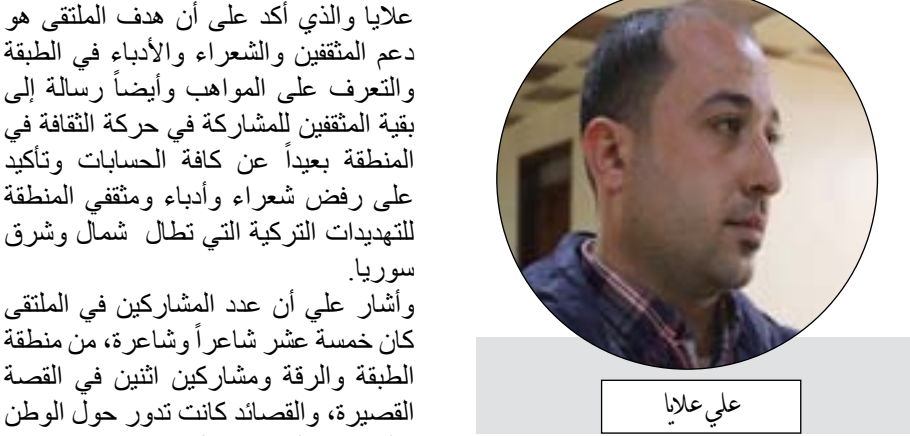 علايا والذي أكد على أن هدف الملتقى هو
دعم المثقفين والشعراء والأدباء في الطبقة
والتعرف على المواهب وأيضاً رسالة إلى
بقية المثقفين للمشاركة في حركة الثقافة في
المنطقة بعيداً عن كافة الحسابات وتأكيد
على رفض شعراء وأدباء ومثقفي المنطقة
للتهديدات التركية التي تطال شمال وشرق
سوريا.
وأشار علي أن عدد المشاركين في الملتقى
كان خمسة عشر شاعراً وشاعرة، من منطقة
الطبقة والرقة ومشاركين اثنين في القصة
القصيرة، والقصائد كانت تدور حول الوطن
علي علايا